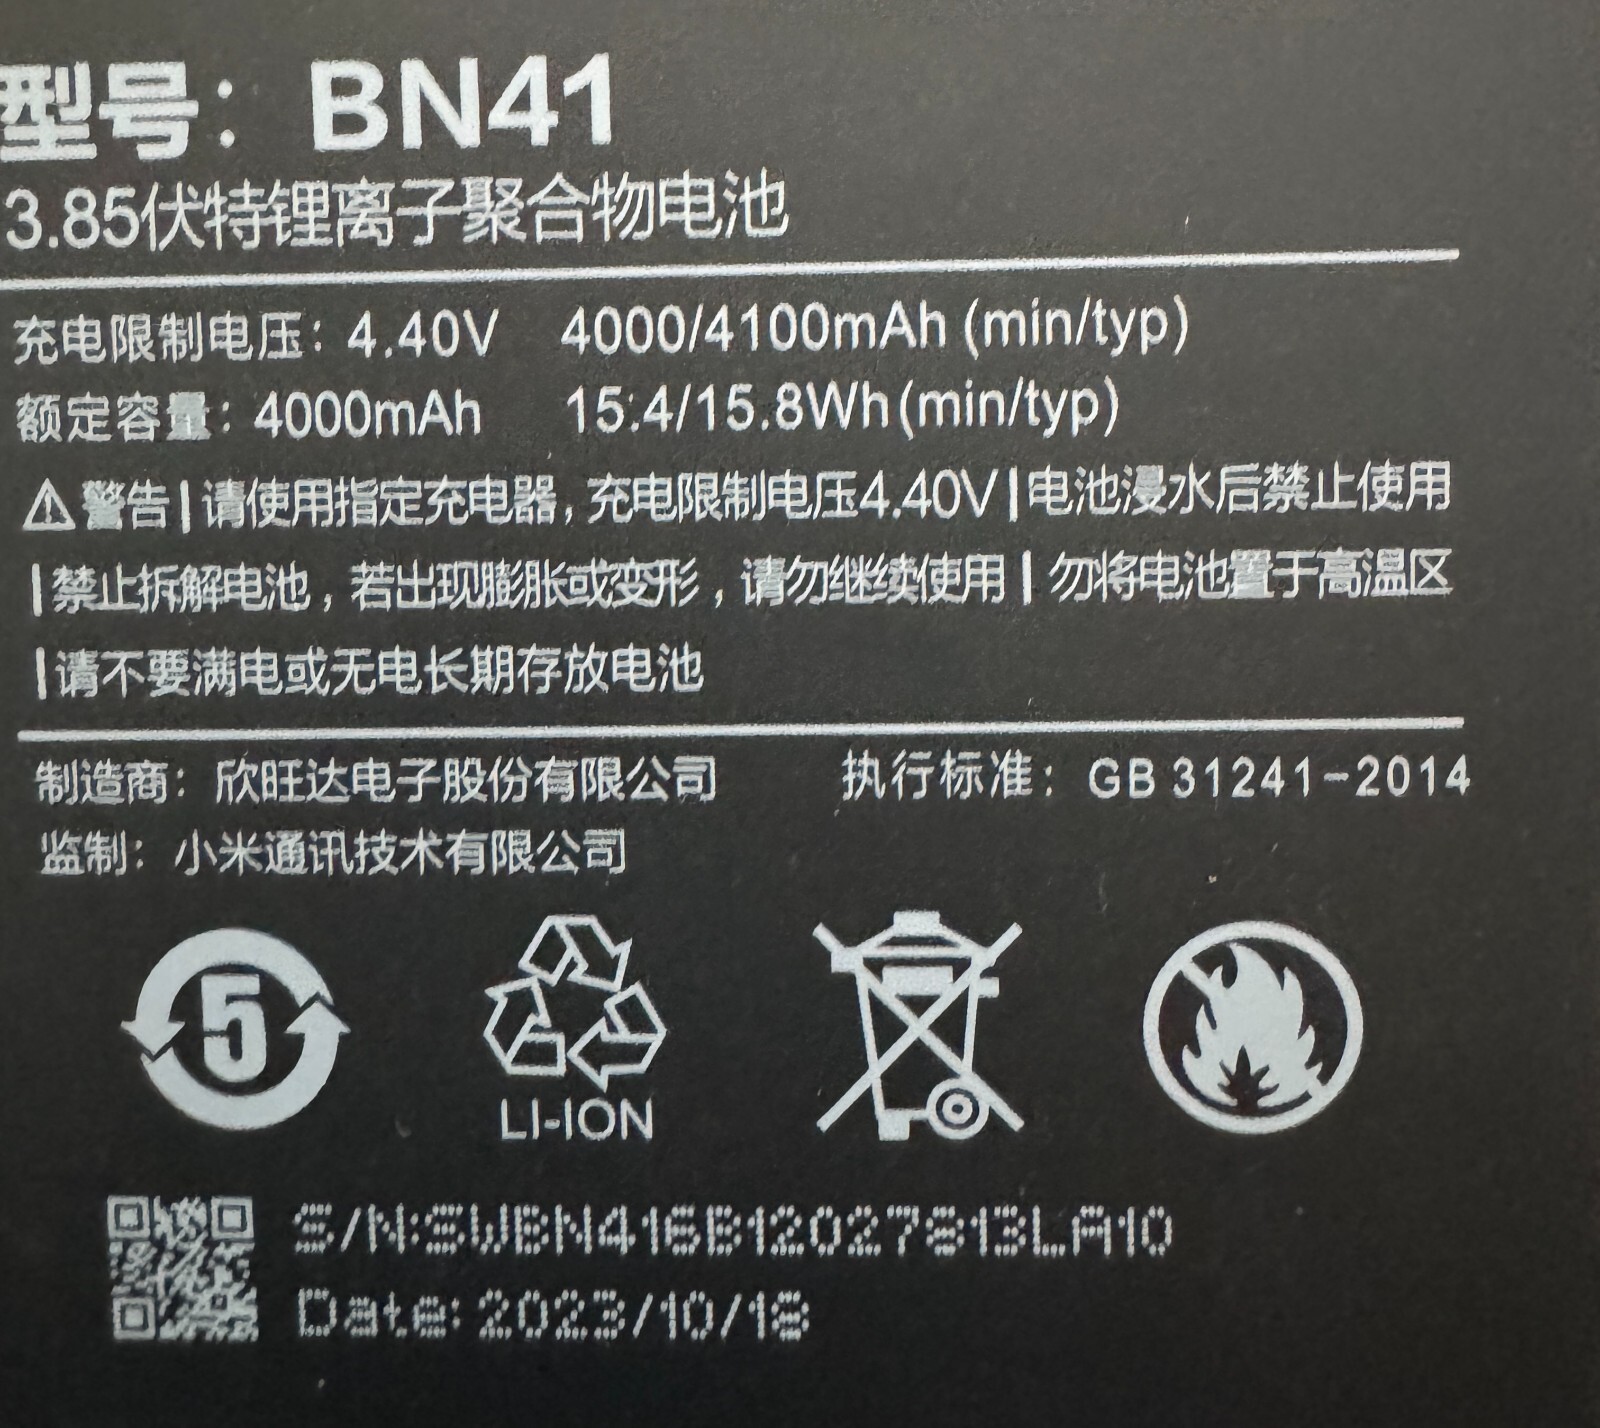 型号：BN41
3.85伏特锂离子聚合物电池
充电限制电压：4.40V 4000/4100mAh (min/typ)
额定容量：4000mAh 15.4/15.8Wh(min/typ)
⚠警告|请使用指定充电器，充电限制电压4.40V|电池浸水后禁止使用
|禁止拆解电池，若出现膨胀或变形，请勿继续使用|勿将电池置于高温区
|请不要满电或无电长期存放电池
制造商：欣旺达电子股份有限公司 执行标准：GB 31241-2014
监制：小米通讯技术有限公司
5
LI-ION
S/N:SWBN416B12027813LA10
Date:2023/10/18